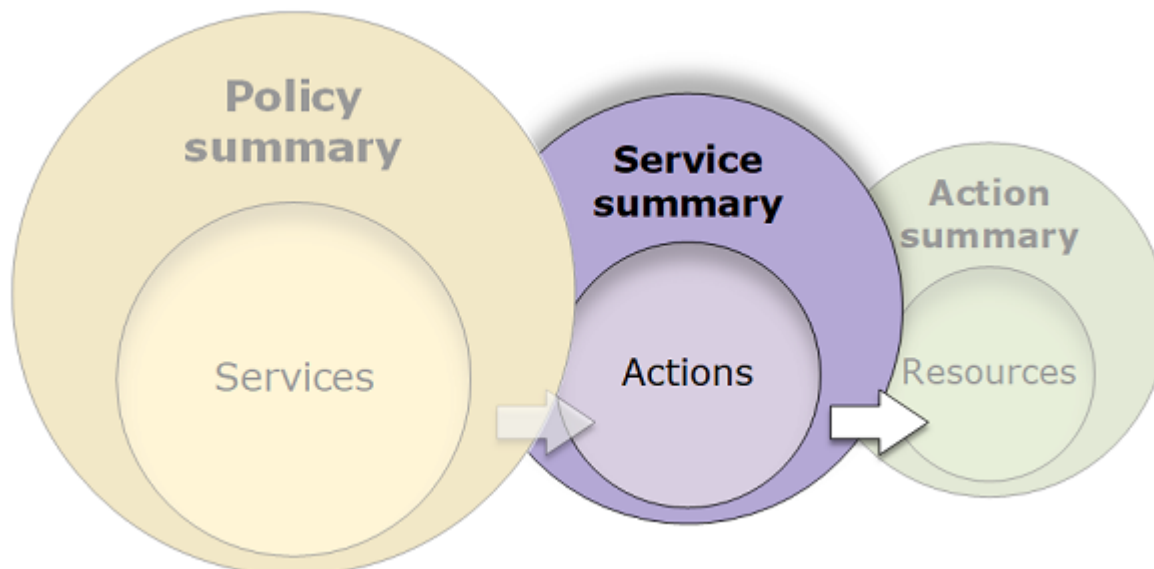 Policy
summary
Services
Service
summary
Actions
Action
summary
Resources